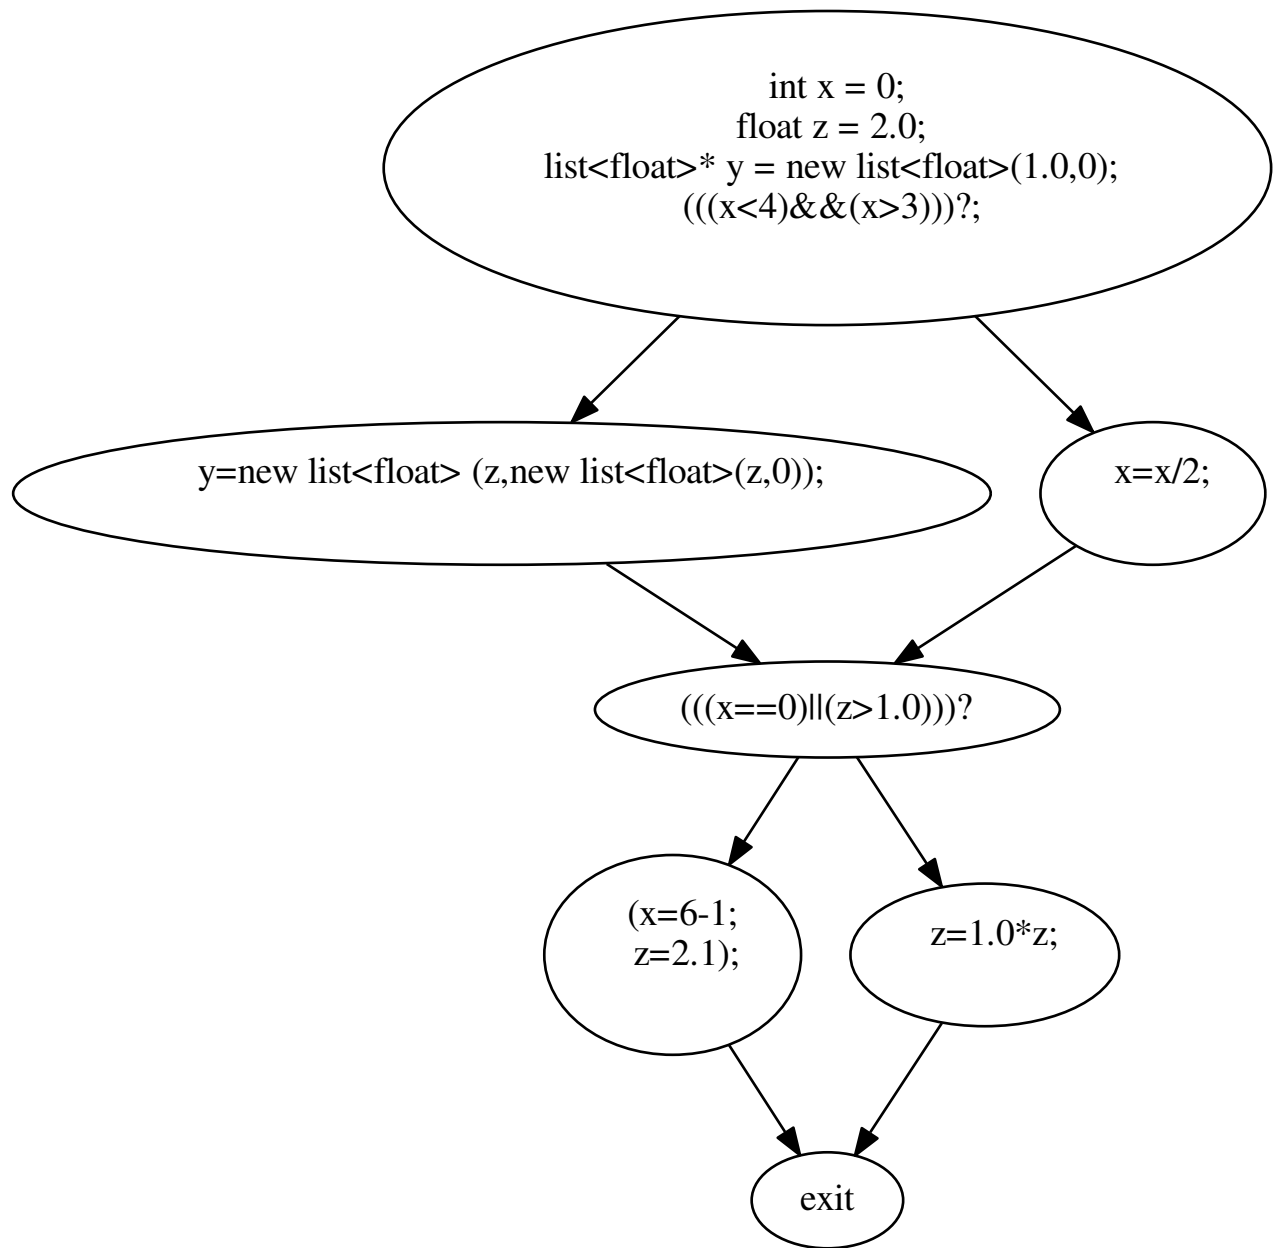 int x = 0;
float z = 2.0;
list<float>* y = new list<float>(1.0,0);
(((x<4)&&(x>3)))?;
y=new list<float> (z,new list<float>(z,0));
x=x/2;
(((x==0)||(z>1.0)))?
(x=6-1;
z=2.1);
z=1.0*z;
exit